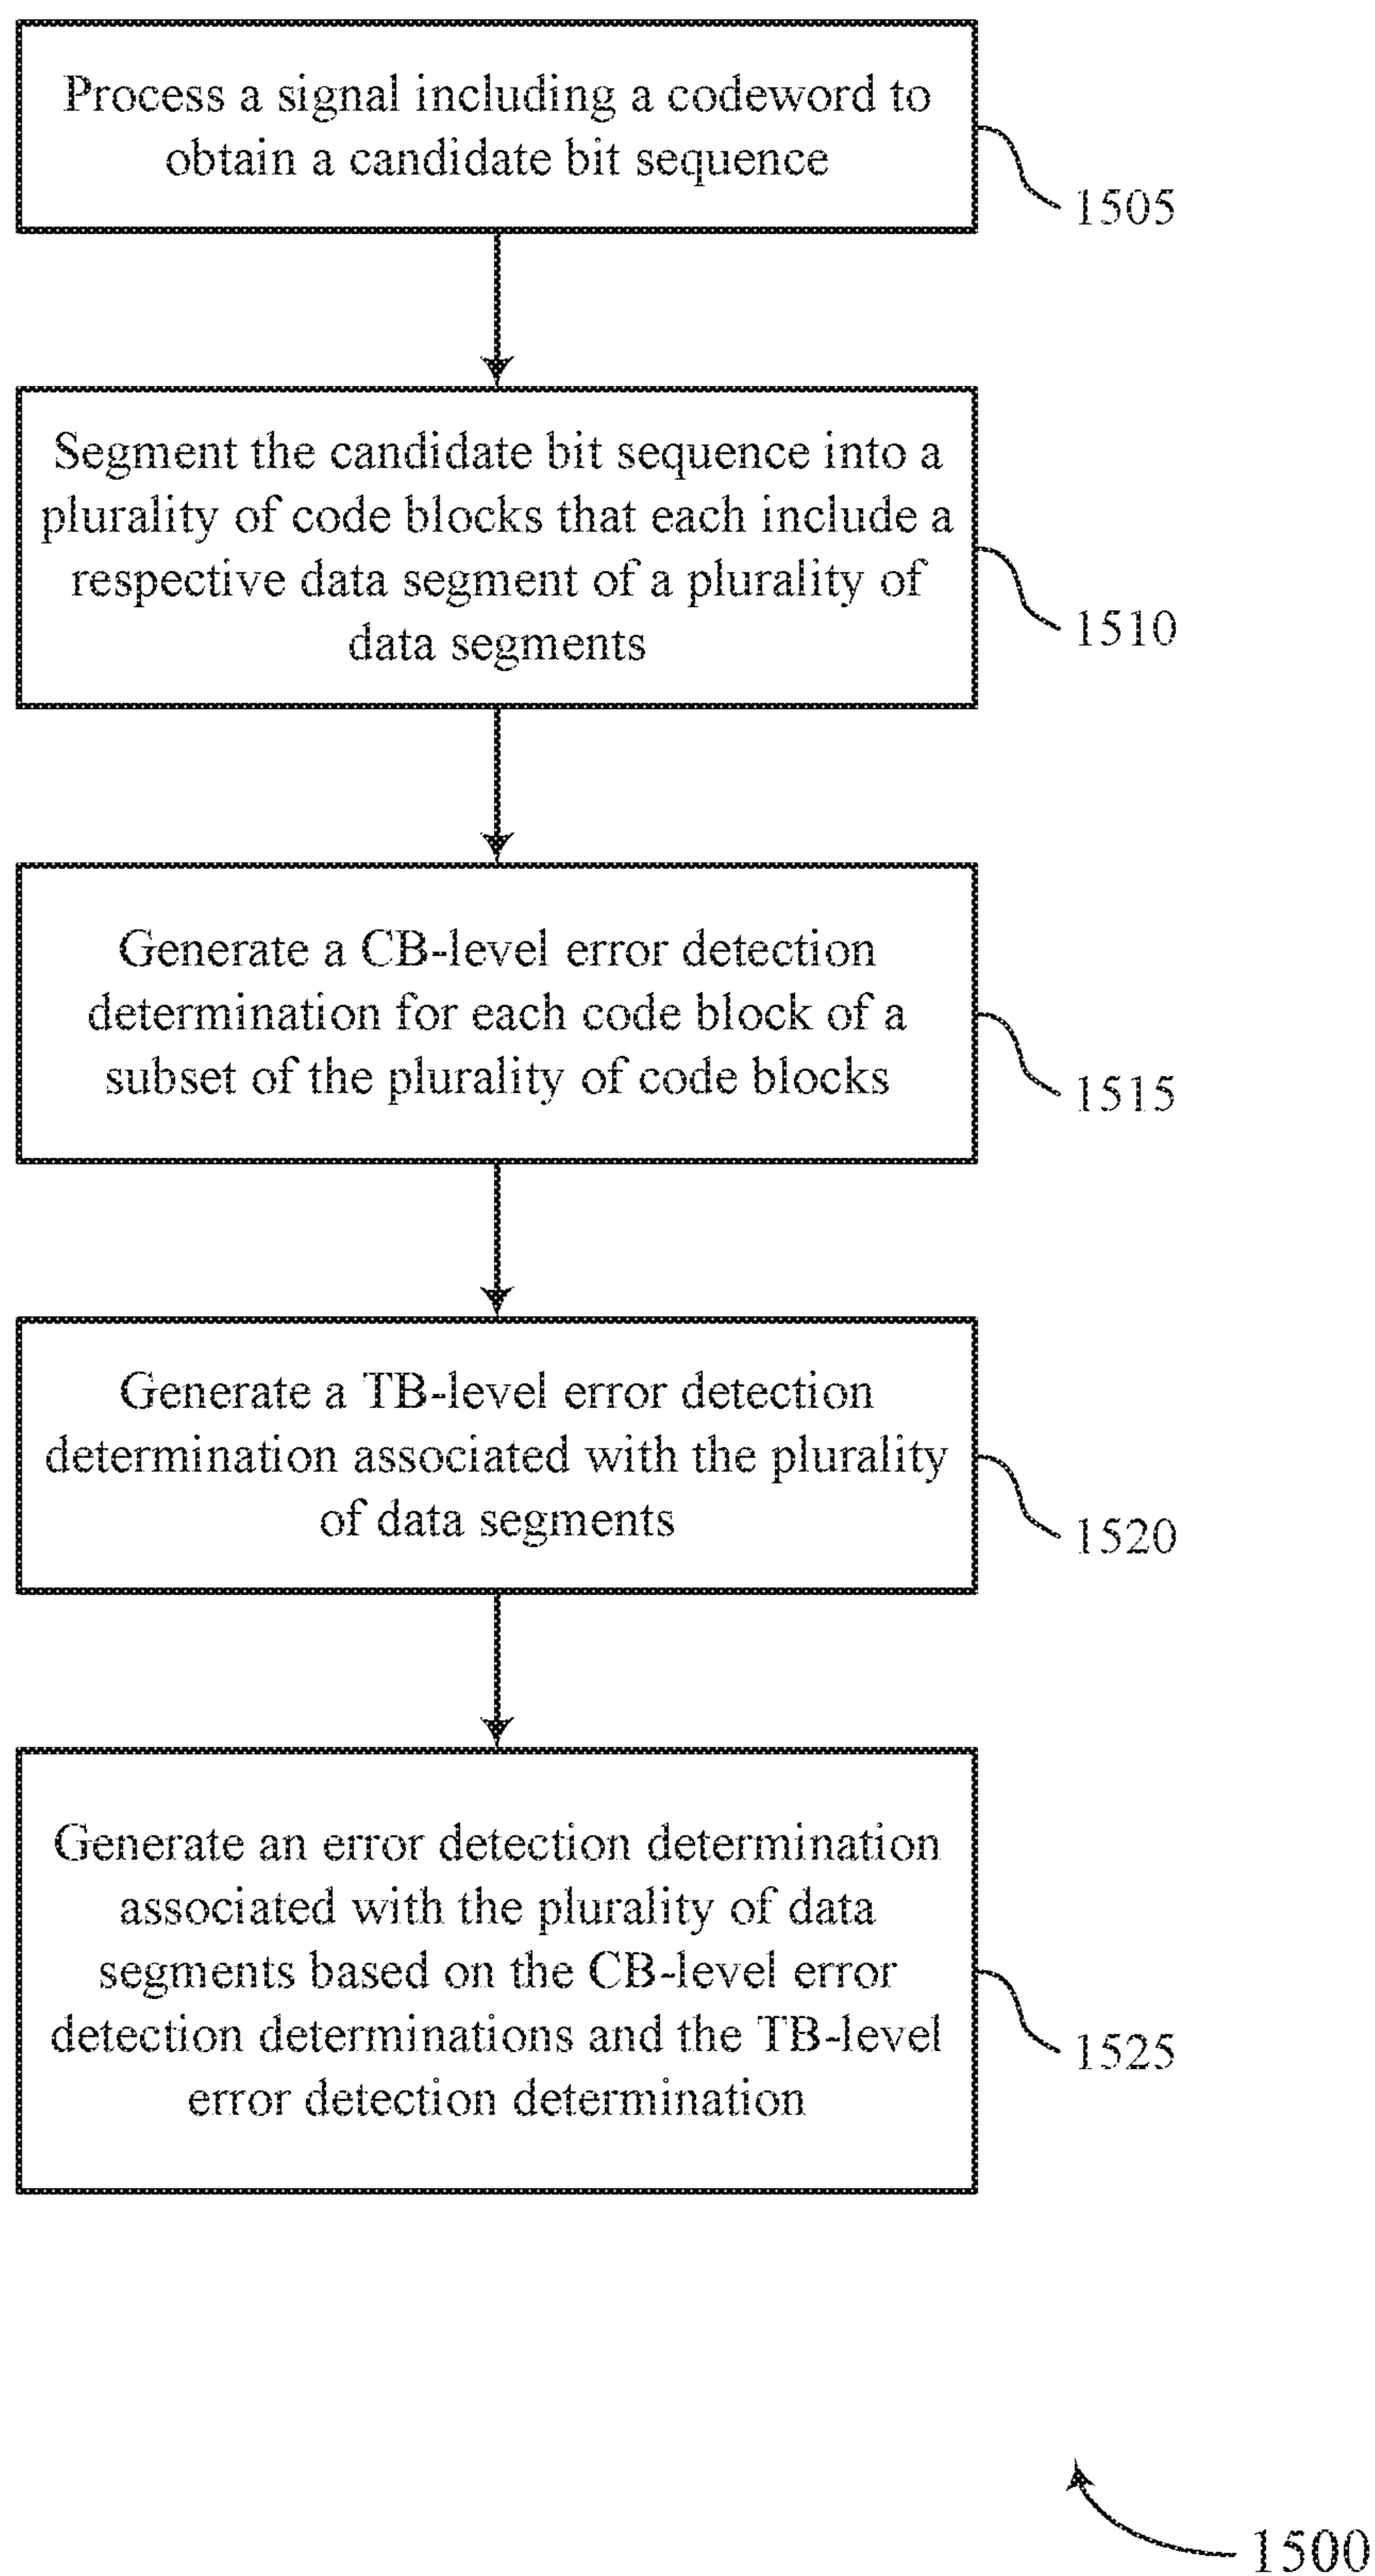 Process a signal including a codeword to
obtain a candidate bit sequence
1505
Segment the candidate bit sequence into a
plurality of code blocks that each include a
respective data segment of a plurality of
data segments
1510
Generate a CB-level error detection
determination for each code block of a
subset of the plurality of code blocks
1515
Generate a TB-level error detection
determination associated with the plurality
of data segments
1520
Generate an error detection determination
associated with the plurality of data
segments based on the CB-level error
detection determinations and the TB-level
error detection determination
1525
1500